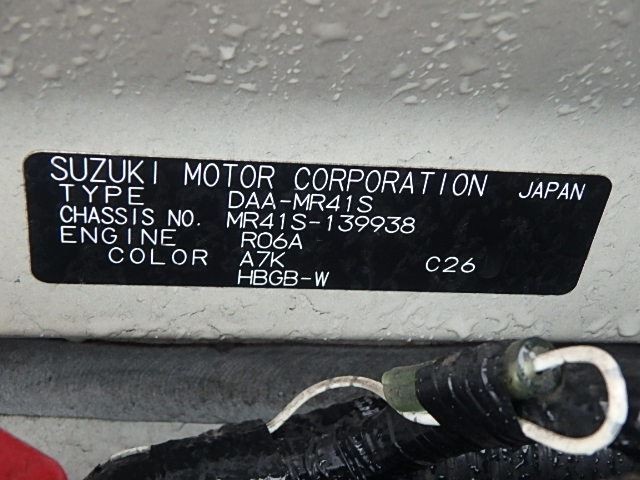 SUZUKI MOTOR CORPORATION JAPAN
TYPE DAA-MR41S
CHASSIS NO. MR41S-139938
ENGINE R06A
COLOR A7K C26
HBGB-W